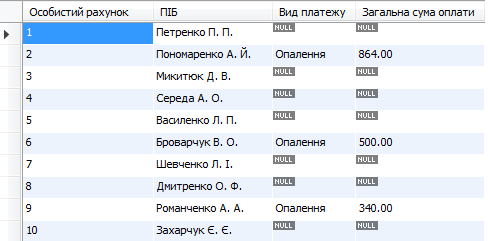 Особистий рахунок ПІБ Вид платежу Загальна сума оплати
1 Петренко П. П. NULL NULL
2 Пономаренко А. Й. Опалення 864.00
3 Микитюк Д. В. NULL NULL
4 Середа А. О. NULL NULL
5 Василенко Л. П. NULL NULL
6 Броварчук В. О. Опалення 500.00
7 Шевченко Л. І. NULL NULL
8 Дмитренко О. Ф. NULL NULL
9 Романченко А. А. Опалення 340.00
10 Захарчук Є. Є. NULL NULL